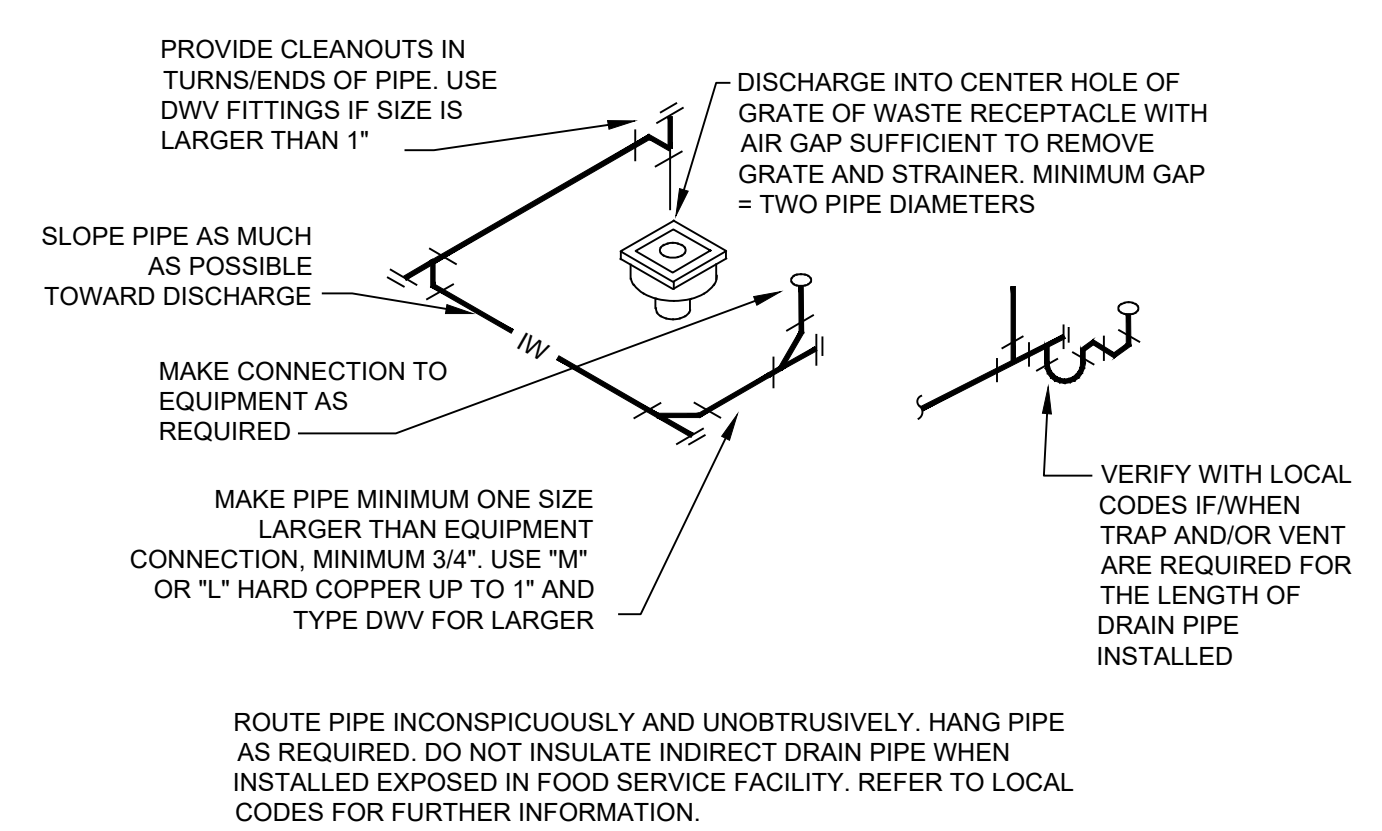 PROVIDE CLEANOUTS IN
TURNS/ENDS OF PIPE. USE
DWV FITTINGS IF SIZE IS
LARGER THAN 1"
DISCHARGE INTO CENTER HOLE OF
GRATE OF WASTE RECEPTACLE WITH
AIR GAP SUFFICIENT TO REMOVE
GRATE AND STRAINER. MINIMUM GAP
= TWO PIPE DIAMETERS
SLOPE PIPE AS MUCH
AS POSSIBLE
TOWARD DISCHARGE
IW
MAKE CONNECTION TO
EQUIPMENT AS
REQUIRED
MAKE PIPE MINIMUM ONE SIZE
LARGER THAN EQUIPMENT
CONNECTION, MINIMUM 3/4". USE "M"
OR "L" HARD COPPER UP TO 1" AND
TYPE DWV FOR LARGER
VERIFY WITH LOCAL
CODES IF/WHEN
TRAP AND/OR VENT
ARE REQUIRED FOR
THE LENGTH OF
DRAIN PIPE
INSTALLED
ROUTE PIPE INCONSPICUOUSLY AND UNOBTRUSIVELY. HANG PIPE
AS REQUIRED. DO NOT INSULATE INDIRECT DRAIN PIPE WHEN
INSTALLED EXPOSED IN FOOD SERVICE FACILITY. REFER TO LOCAL
CODES FOR FURTHER INFORMATION.